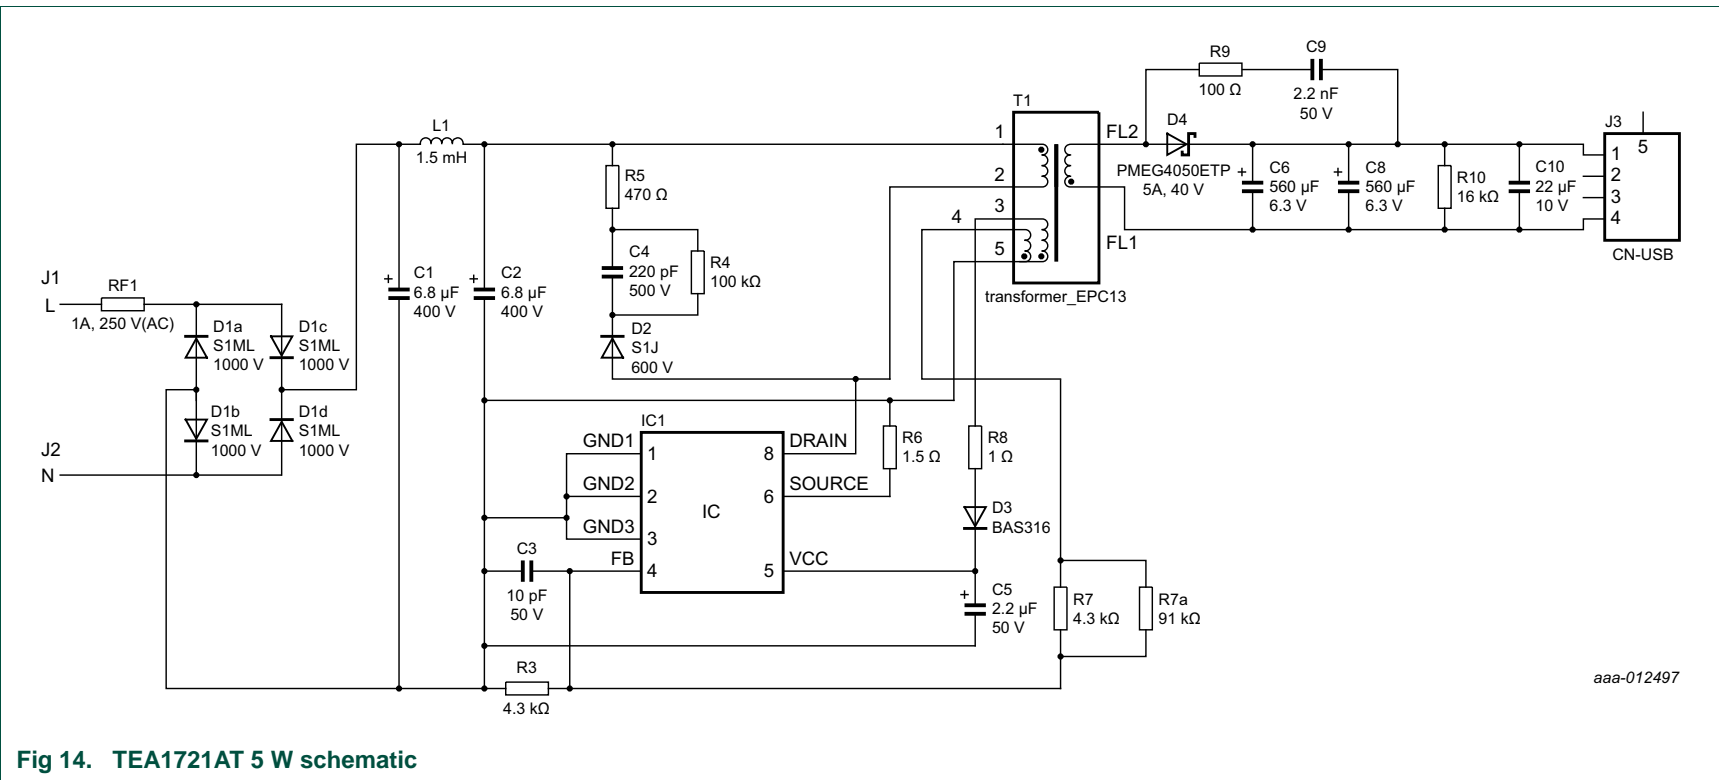 R9
100 Ω
C9
2.2 nF
50 V
T1
1
2
3
4
5
FL2
FL1
transformer_EPC13
D4
PMEG4050ETP
5A, 40 V
+
C6
560 µF
6.3 V
+
C8
560 µF
6.3 V
R10
16 kΩ
C10
22 µF
10 V
J3
5
1
2
3
4
CN-USB
L1
1.5 mH
R5
470 Ω
C4
220 pF
500 V
R4
100 kΩ
D2
S1J
600 V
+
C1
6.8 µF
400 V
+
C2
6.8 µF
400 V
J1
L
RF1
1A, 250 V(AC)
D1a
S1ML
1000 V
D1c
S1ML
1000 V
D1b
S1ML
1000 V
D1d
S1ML
1000 V
J2
N
IC1
GND1
1
GND2
2
GND3
3
FB
4
IC
8
DRAIN
6
SOURCE
5
VCC
R6
1.5 Ω
R8
1 Ω
D3
BAS316
C3
10 pF
50 V
+
C5
2.2 µF
50 V
R7
4.3 kΩ
R7a
91 kΩ
R3
4.3 kΩ
aaa-012497
Fig 14. TEA1721AT 5 W schematic